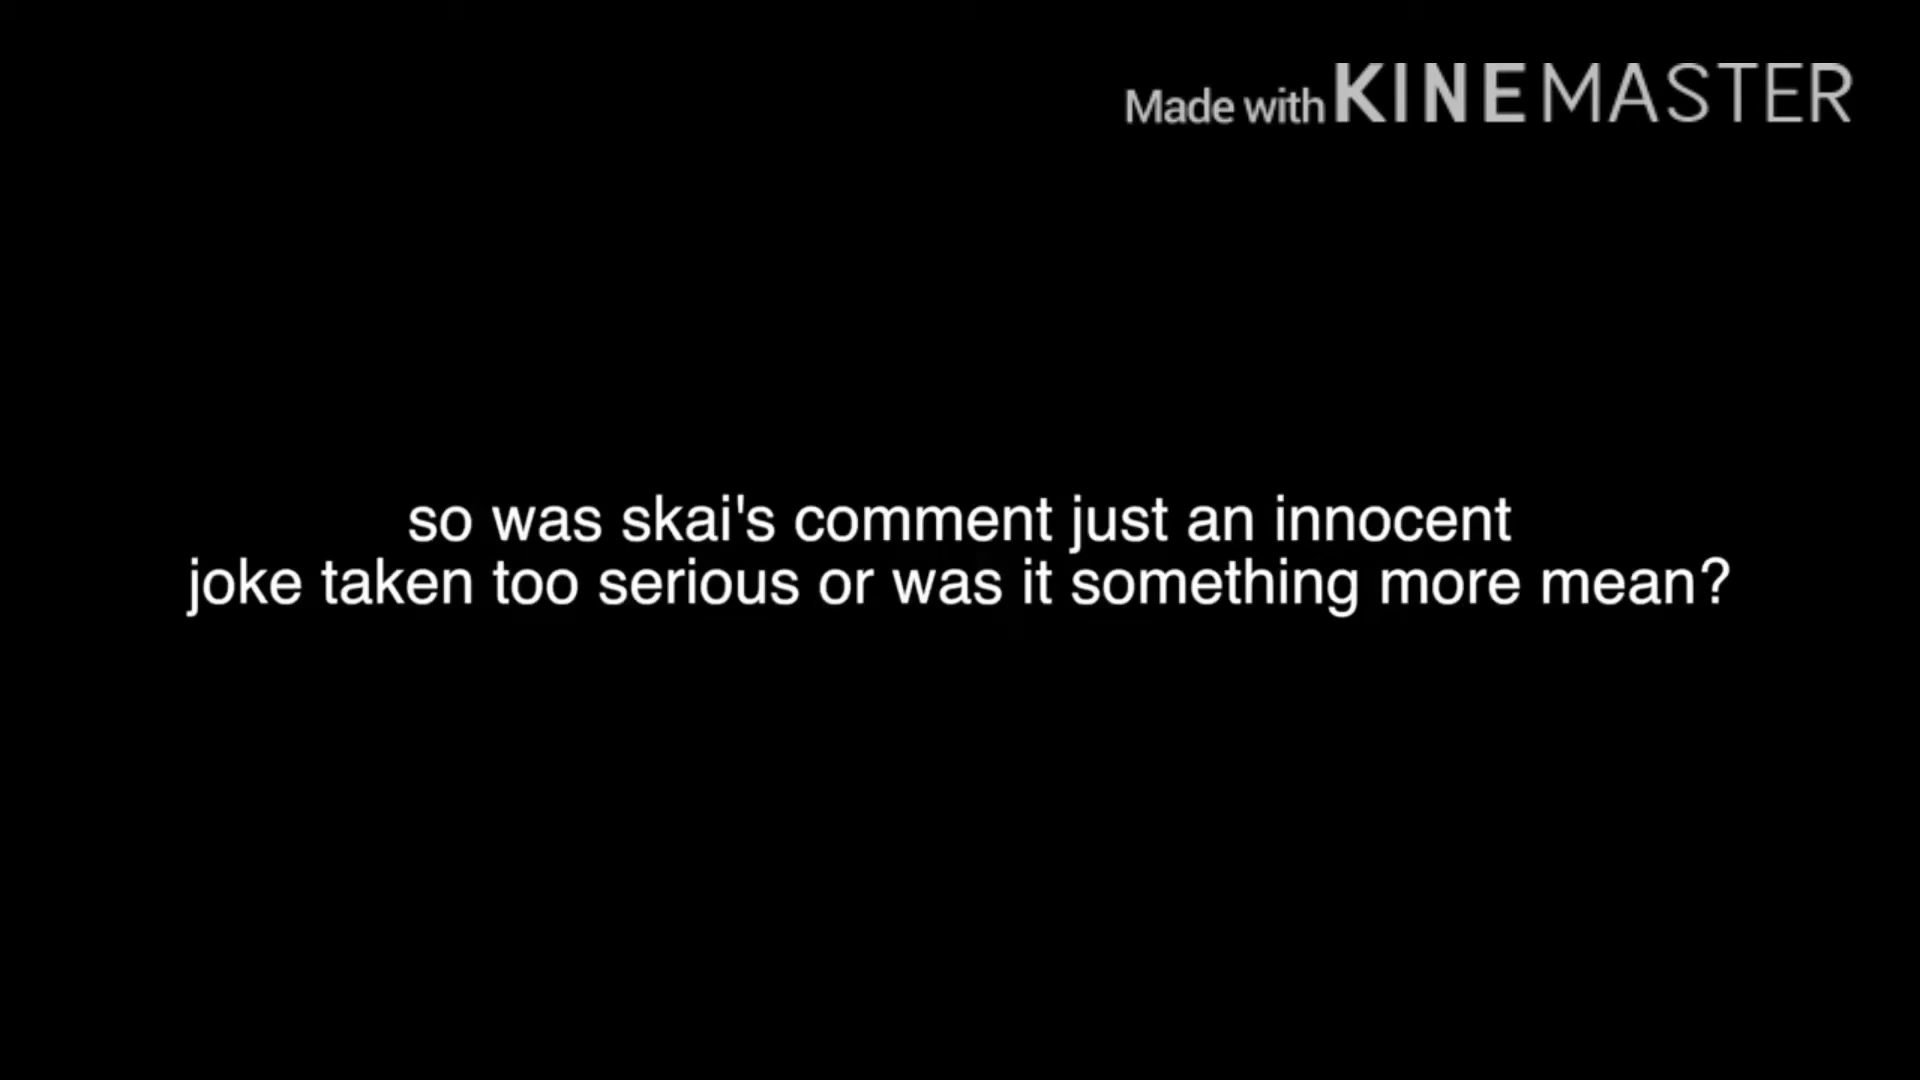 Made with KINEMASTER
so was skai's comment just an innocent
joke taken too serious or was it something more mean?